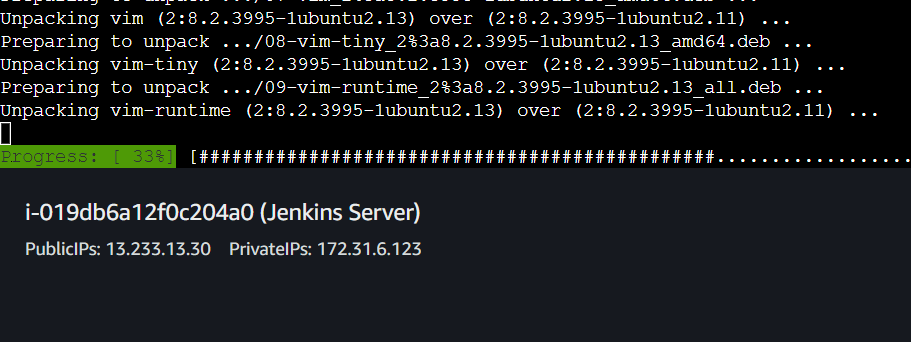 Unpacking vim (2:8.2.3995-1ubuntu2.13) over (2:8.2.3995-1ubuntu2.11) ...
Preparing to unpack .../08-vim-tiny_2%3a8.2.3995-1ubuntu2.13_amd64.deb ...
Unpacking vim-tiny (2:8.2.3995-1ubuntu2.13) over (2:8.2.3995-1ubuntu2.11) ...
Preparing to unpack .../09-vim-runtime_2%3a8.2.3995-1ubuntu2.13_all.deb ...
Unpacking vim-runtime (2:8.2.3995-1ubuntu2.13) over (2:8.2.3995-1ubuntu2.11) ...
Progress: [ 33%] [###############################################..................
i-019db6a12f0c204a0 (Jenkins Server)
PublicIPs: 13.233.13.30 PrivateIPs: 172.31.6.123